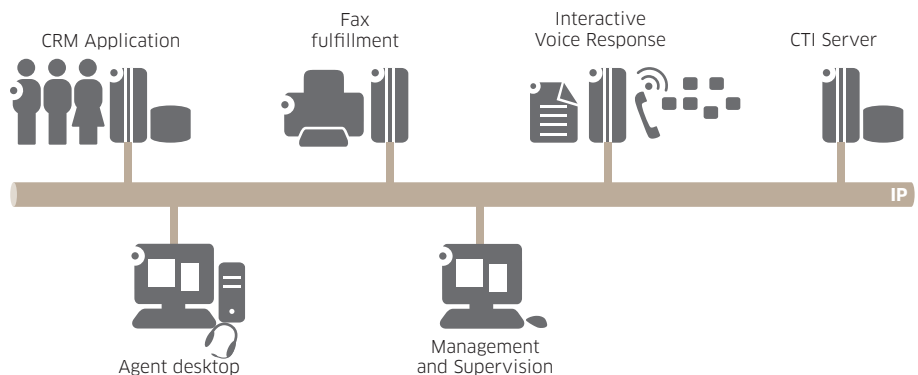 CRM Application
Fax
fulfillment
Interactive
Voice Response
CTI Server
IP
Agent desktop
Management
and Supervision